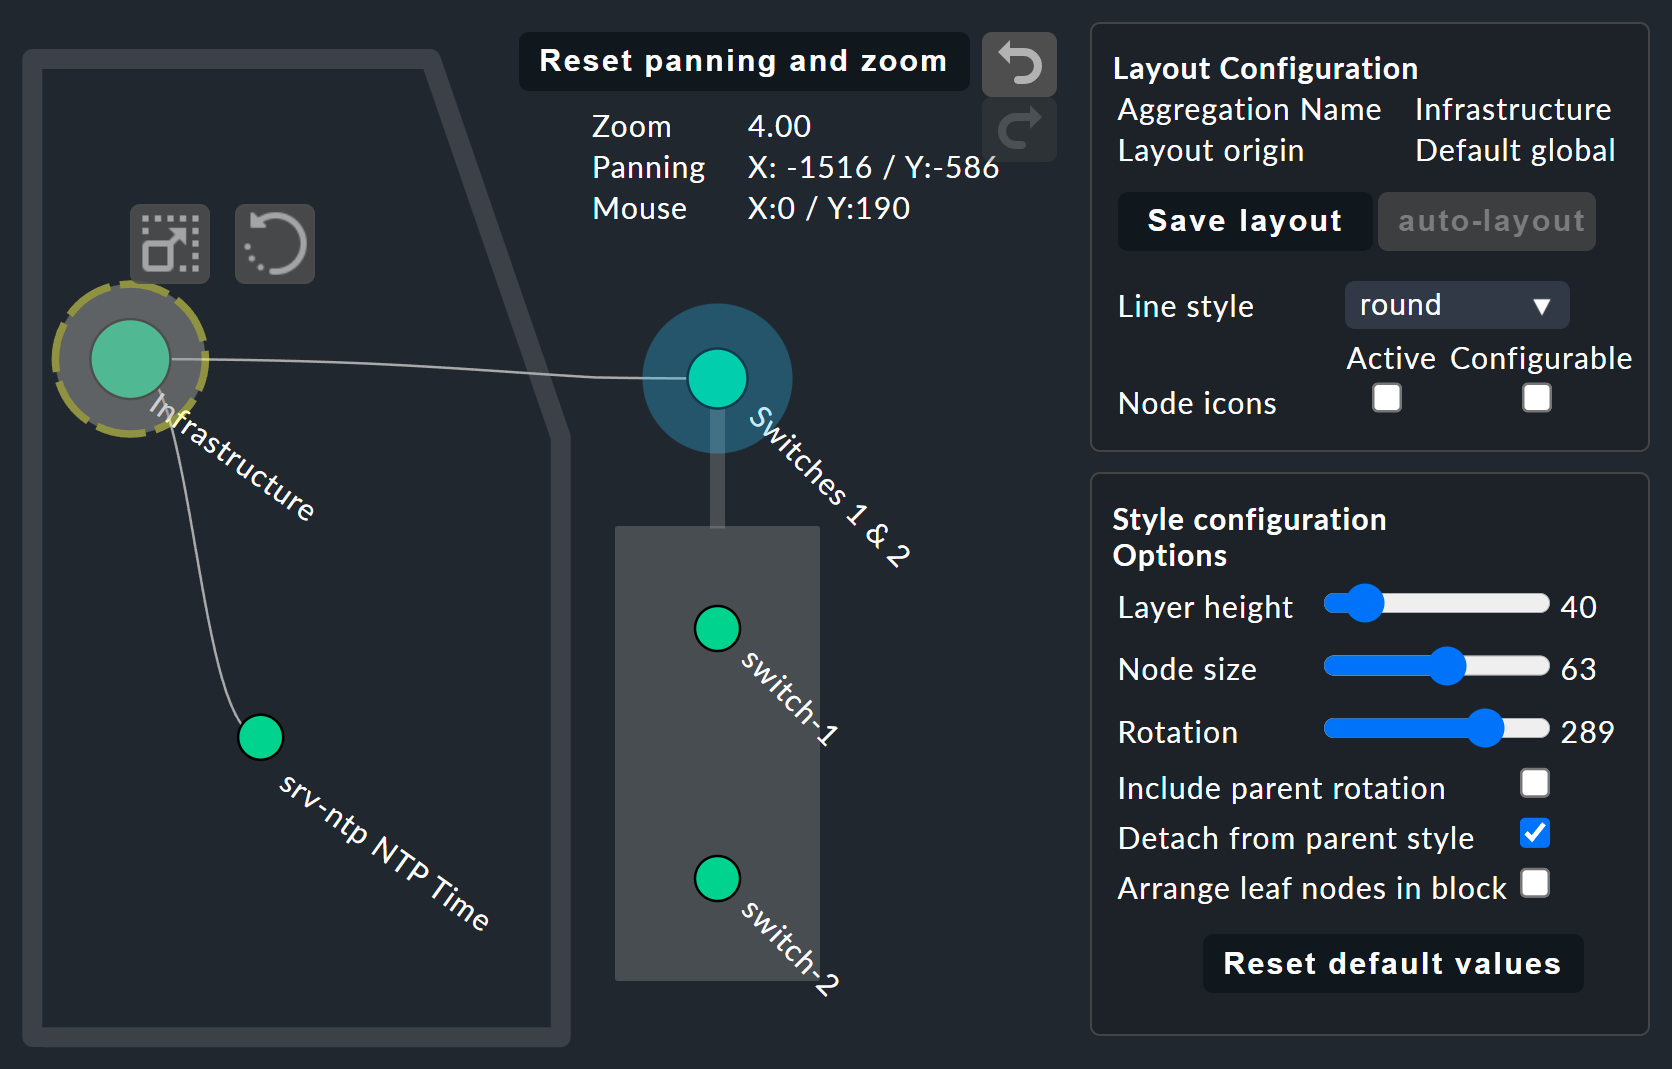 Reset panning and zoom
Zoom 4.00
Panning X: -1516 / Y:-586
Mouse X:0 / Y:190
Infrastructure
Switches 1 & 2
switch-1
srv-ntp NTP Time
switch-2
Layout Configuration
Aggregation Name Infrastructure
Layout origin Default global
Save layout auto-layout
Line style round
Active Configurable
Node icons
Style configuration
Options
Layer height 40
Node size 63
Rotation 289
Include parent rotation
Detach from parent style
Arrange leaf nodes in block
Reset default values